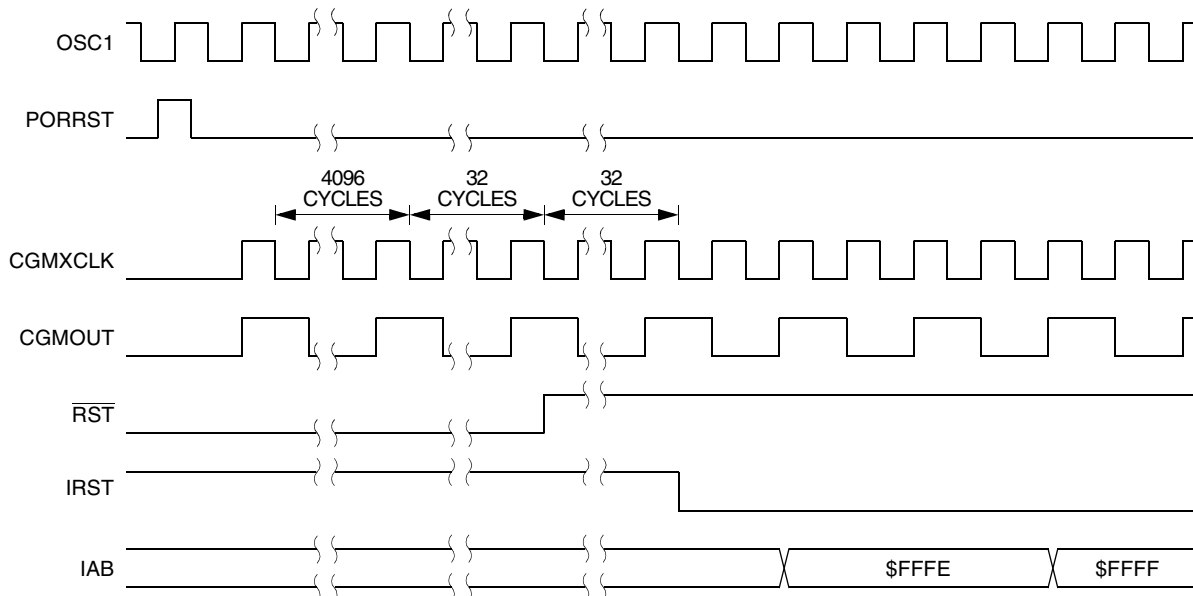 OSC1
PORRST
4096
CYCLES
32
CYCLES
32
CYCLES
CGMXCLK
CGMOUT
RST
IRST
IAB
$FFFE
$FFFF